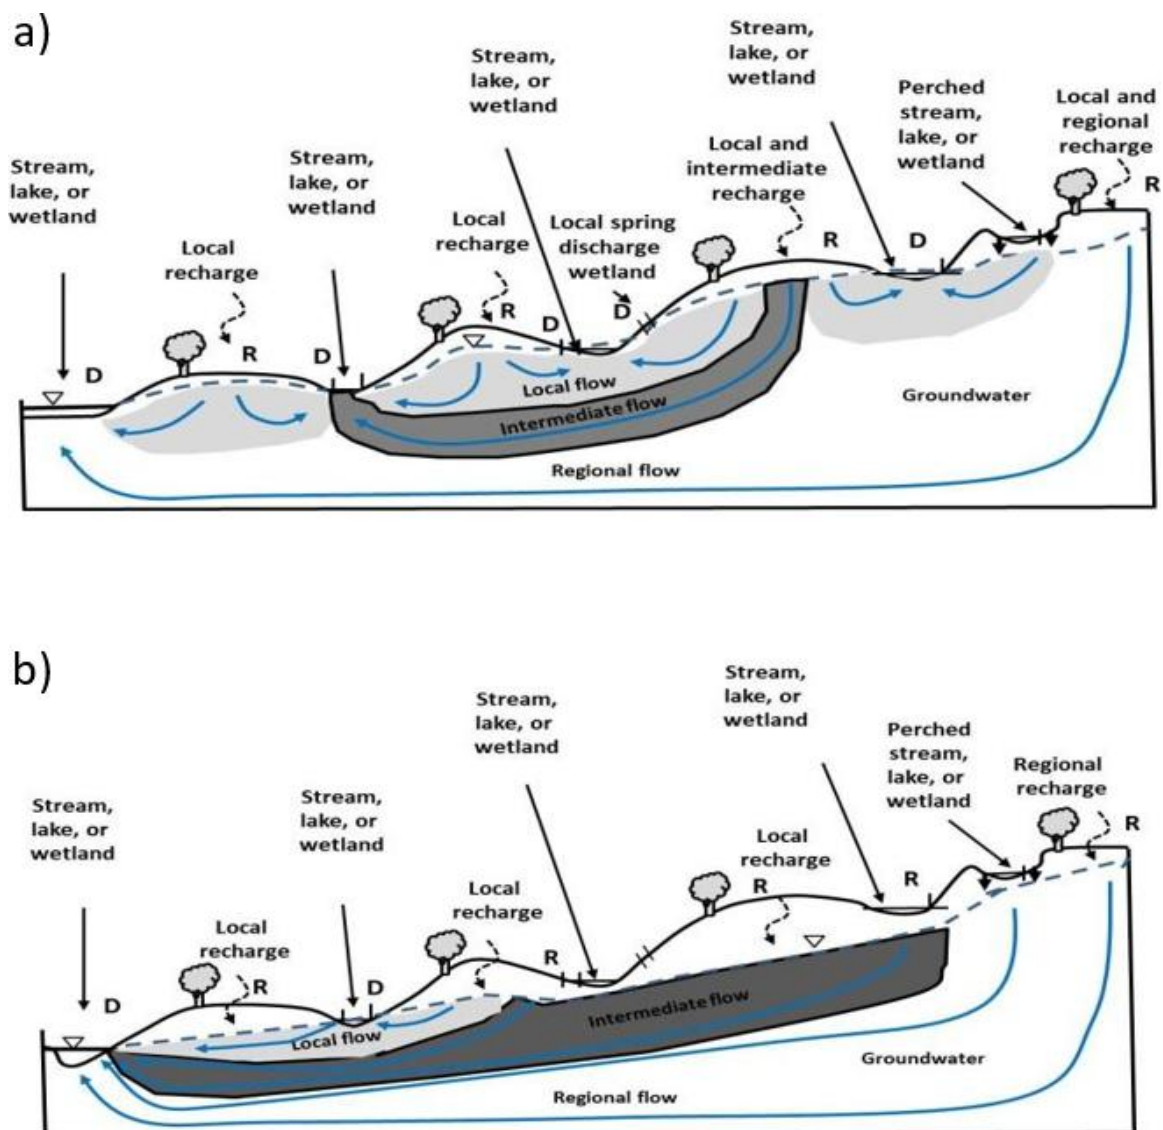 a)
Stream,
lake, or
wetland
Stream,
lake, or
wetland
Perched
stream,
lake, or
wetland
Local and
regional
recharge
R
Stream,
lake, or
wetland
Stream,
lake, or
wetland
Local
recharge
Local
recharge
Local spring
discharge
wetland
Local and
intermediate
recharge
R
D
R
D
D
D
R
D
Local flow
Intermediate flow
Groundwater
Regional flow
R
D
b)
Stream,
lake, or
wetland
Stream,
lake, or
wetland
Perched
stream,
lake, or
wetland
Regional
recharge
R
Stream,
lake, or
wetland
Stream,
lake, or
wetland
Local
recharge
Local
recharge
Local
recharge
R
R
R
D
R
D
Local flow
Intermediate flow
Groundwater
Regional flow